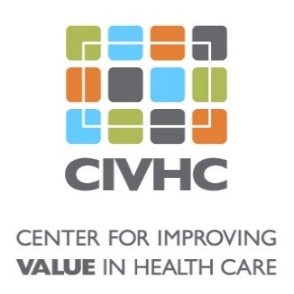 CIVHC
CENTER FOR IMPROVING
VALUE IN HEALTH CARE